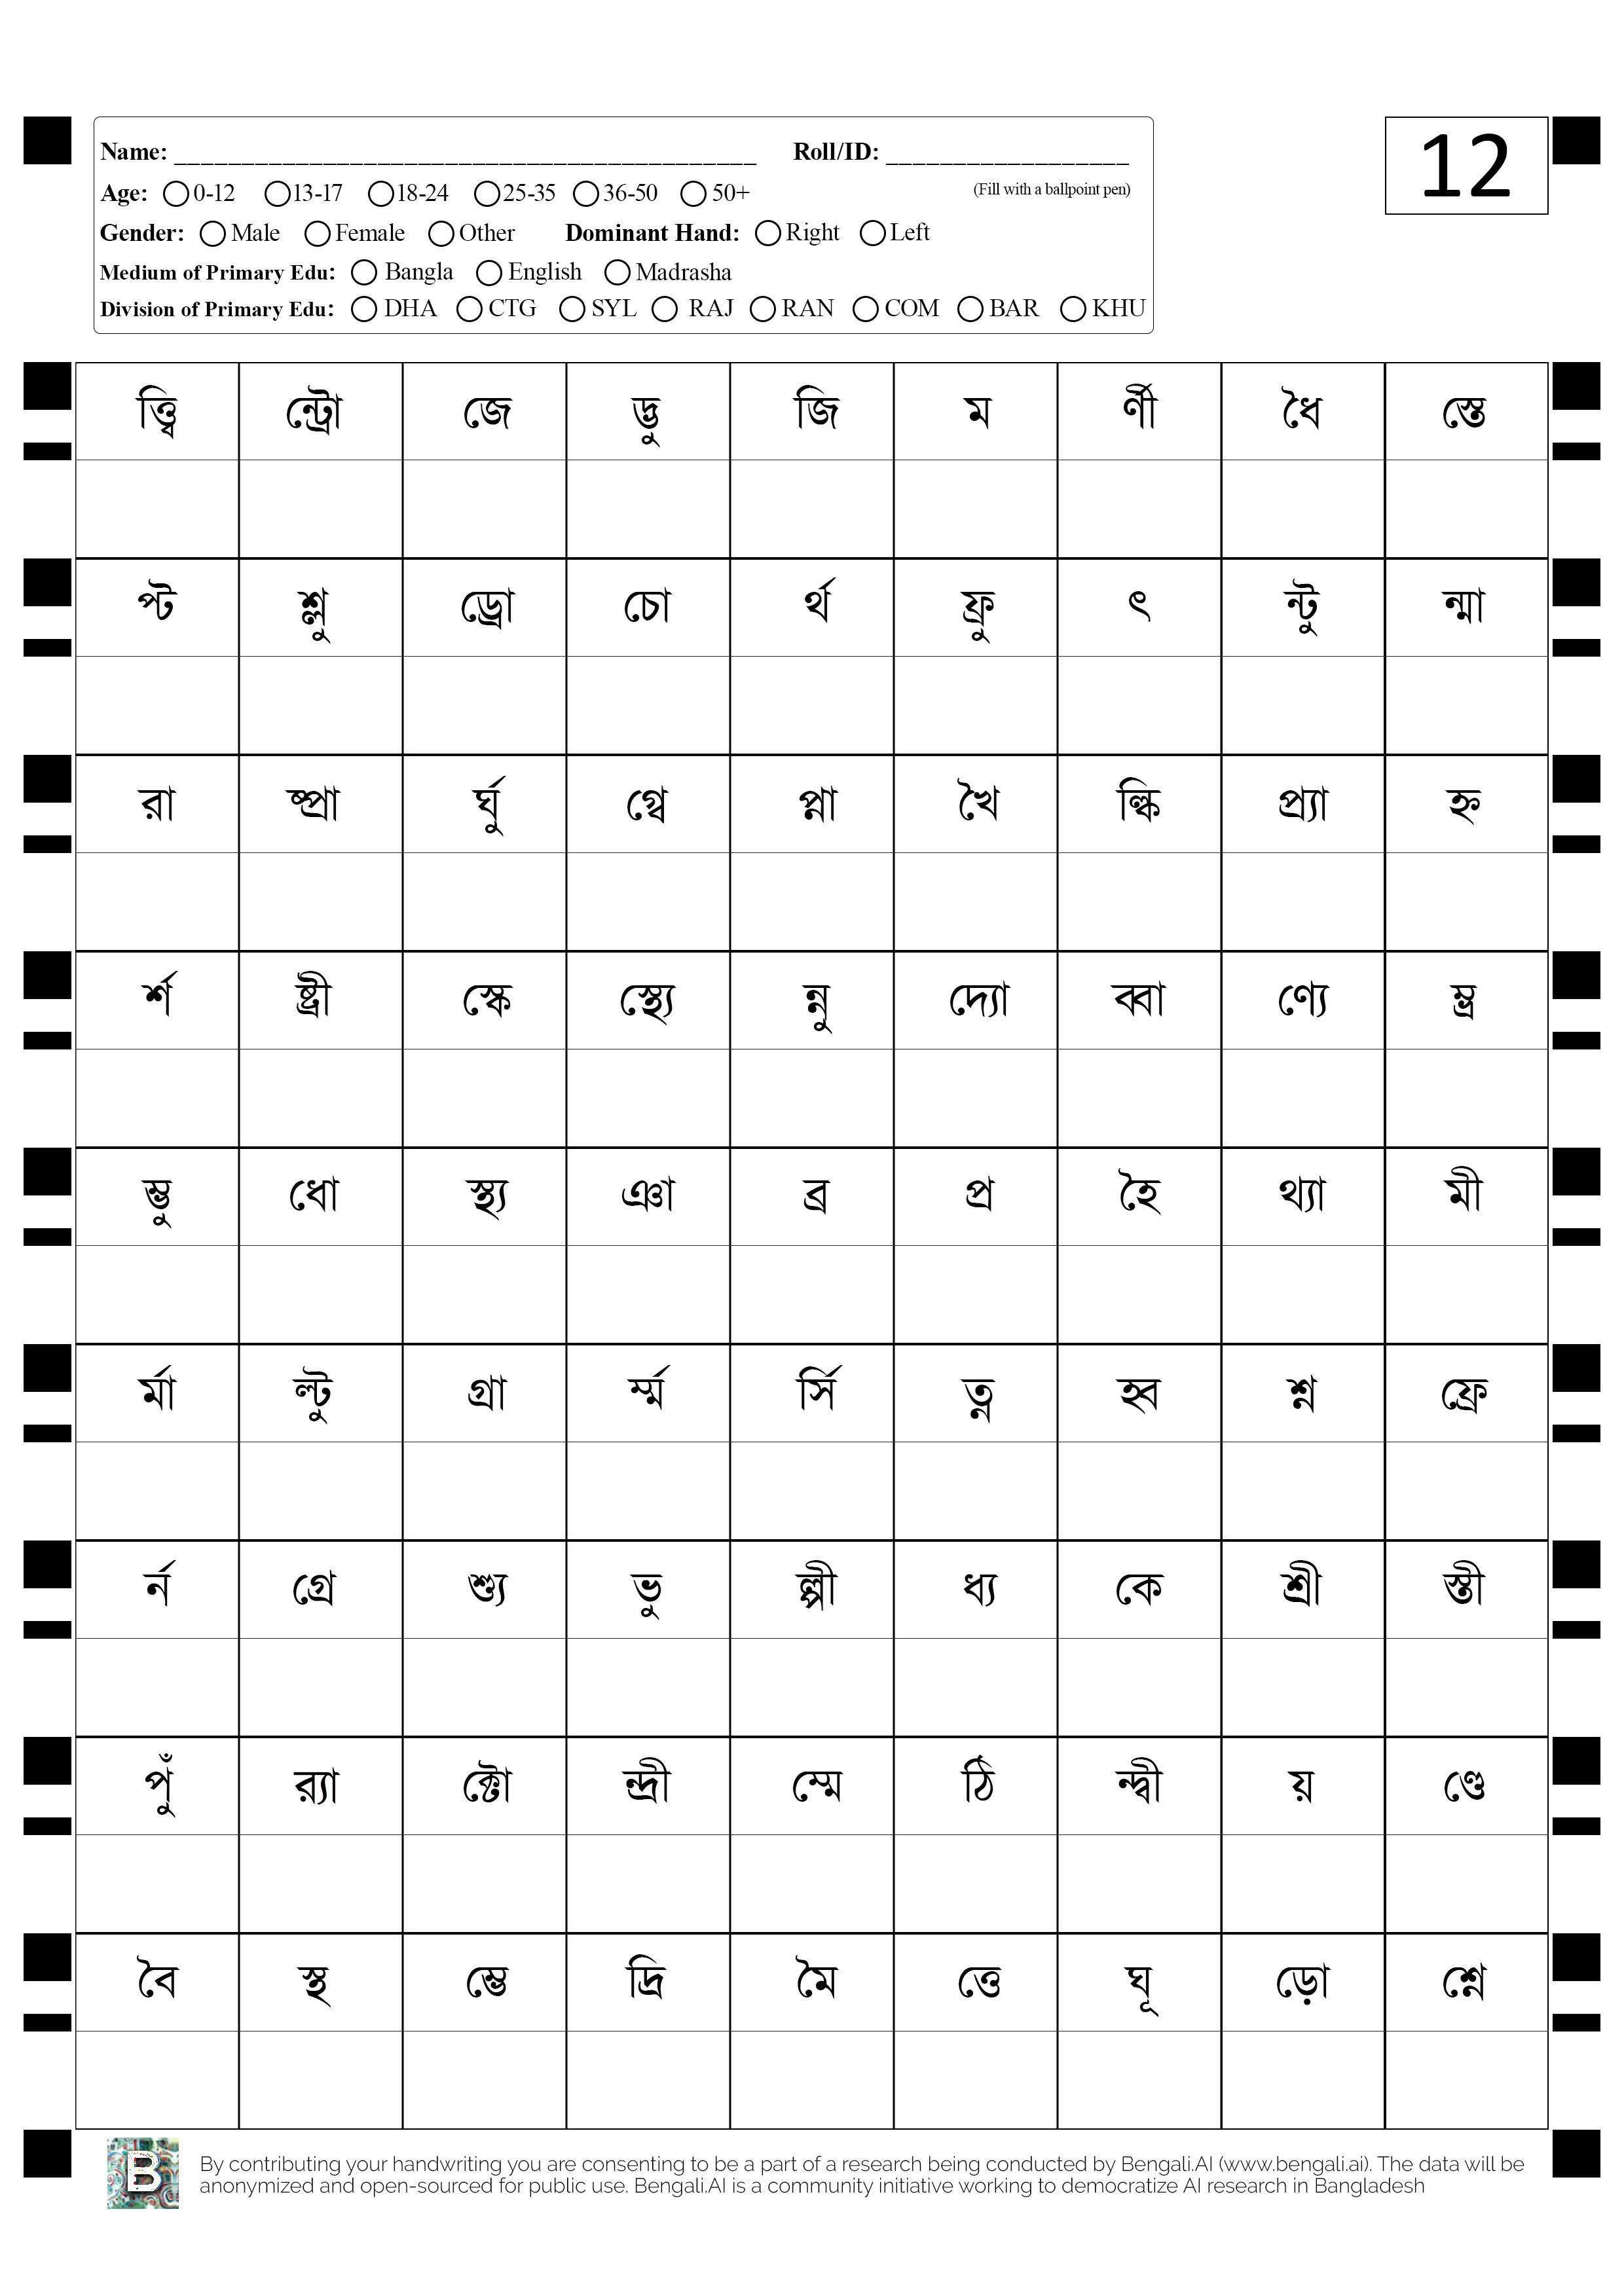 Name: ___________________________________________ Roll/ID: __________________
12
Age: 0-12 13-17 18-24 25-35 36-50 50+ (Fill with a ballpoint pen)
Gender: Male Female Other Dominant Hand: Right Left
Medium of Primary Edu: Bangla English Madrasha
Division of Primary Edu: DHA CTG SYL RAJ RAN COM BAR KHU
ত্ত্বি ন্ট্রো জে দ্ভু জি ম র্ণী ধৈ স্তে
প্ট শ্লু ড্রো চো র্থ ফ্রু ৎ ন্টু ন্মা
রা ষ্প্রা র্ঘু গ্বে প্না খৈ ল্কি প্র্যা হ্ন
র্শ ষ্ট্রী স্কে স্থ্যে ন্নু দ্যো ব্বা ণ্যে ম্ভ্র
ম্ভু ধো স্থ্য ঞা ব্র প্র হৈ থ্যা মী
র্মা ল্টু গ্রা র্ম্ম র্সি ত্ন হ্ব শ্ন ফ্রে
র্ন গ্রে শ্যু ভু ল্পী ধ্য কে শ্রী স্তী
পুঁ র‍্যা ক্টো ন্দ্রী ম্মে ঠি ন্দ্বী য় ণ্ডে
বৈ স্থ ম্ভে দ্রি মৈ ত্তে ঘূ ড়ো শ্নে
B By contributing your handwriting you are consenting to be a part of a research being conducted by Bengali.AI (www.bengali.ai). The data will be
anonymized and open-sourced for public use. Bengali.AI is a community initiative working to democratize AI research in Bangladesh